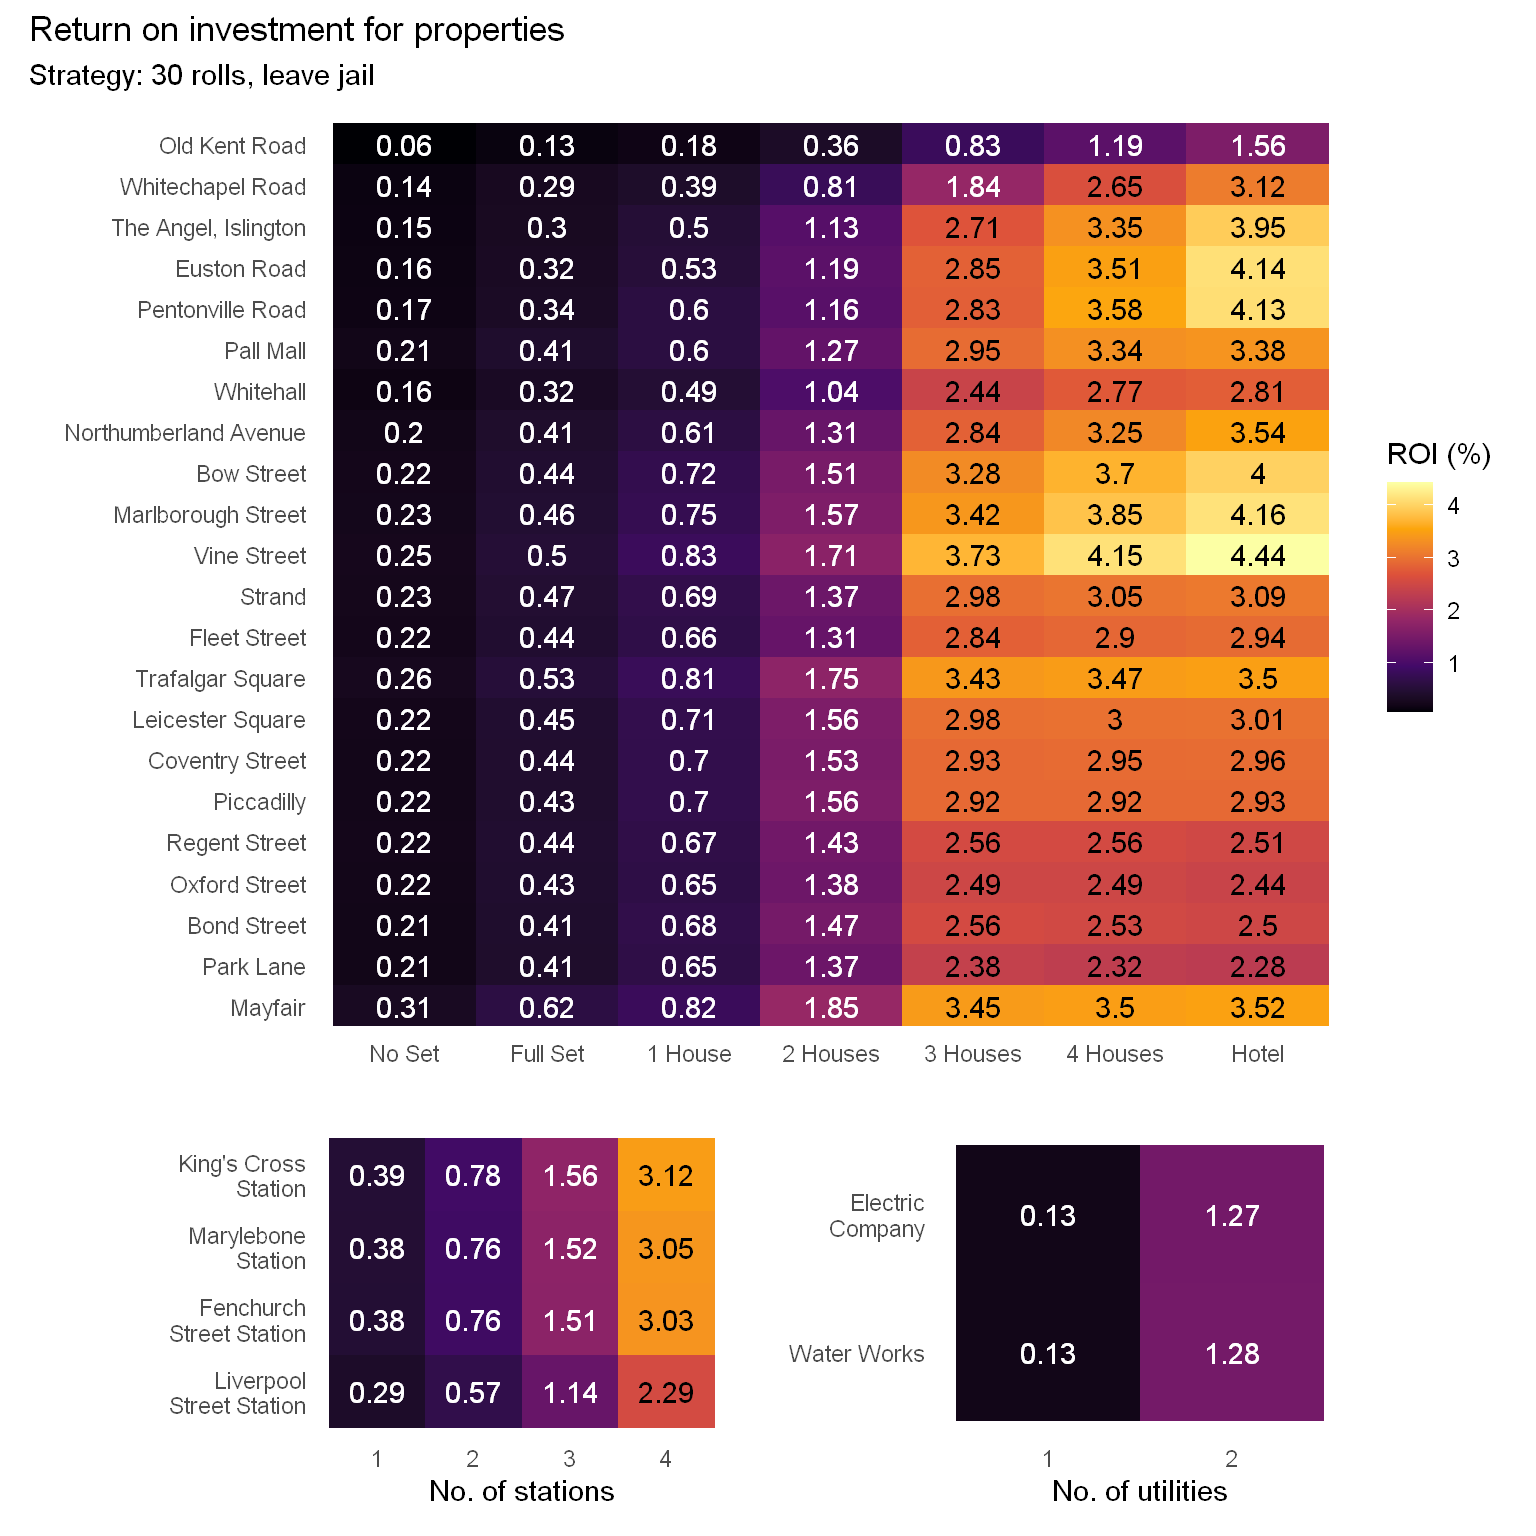 Return on investment for properties
Strategy: 30 rolls, leave jail
Old Kent Road 0.06 0.13 0.18 0.36 0.83 1.19 1.56
Whitechapel Road 0.14 0.29 0.39 0.81 1.84 2.65 3.12
The Angel, Islington 0.15 0.3 0.5 1.13 2.71 3.35 3.95
Euston Road 0.16 0.32 0.53 1.19 2.85 3.51 4.14
Pentonville Road 0.17 0.34 0.6 1.16 2.83 3.58 4.13
Pall Mall 0.21 0.41 0.6 1.27 2.95 3.34 3.38
Whitehall 0.16 0.32 0.49 1.04 2.44 2.77 2.81
Northumberland Avenue 0.2 0.41 0.61 1.31 2.84 3.25 3.54
Bow Street 0.22 0.44 0.72 1.51 3.28 3.7 4
Marlborough Street 0.23 0.46 0.75 1.57 3.42 3.85 4.16
Vine Street 0.25 0.5 0.83 1.71 3.73 4.15 4.44
Strand 0.23 0.47 0.69 1.37 2.98 3.05 3.09
Fleet Street 0.22 0.44 0.66 1.31 2.84 2.9 2.94
Trafalgar Square 0.26 0.53 0.81 1.75 3.43 3.47 3.5
Leicester Square 0.22 0.45 0.71 1.56 2.98 3 3.01
Coventry Street 0.22 0.44 0.7 1.53 2.93 2.95 2.96
Piccadilly 0.22 0.43 0.7 1.56 2.92 2.92 2.93
Regent Street 0.22 0.44 0.67 1.43 2.56 2.56 2.51
Oxford Street 0.22 0.43 0.65 1.38 2.49 2.49 2.44
Bond Street 0.21 0.41 0.68 1.47 2.56 2.53 2.5
Park Lane 0.21 0.41 0.65 1.37 2.38 2.32 2.28
Mayfair 0.31 0.62 0.82 1.85 3.45 3.5 3.52
No Set Full Set 1 House 2 Houses 3 Houses 4 Houses Hotel
ROI (%)
4
3
2
1
King's Cross
Station
0.39 0.78 1.56 3.12
Marylebone
Station
0.38 0.76 1.52 3.05
Fenchurch
Street Station
0.38 0.76 1.51 3.03
Liverpool
Street Station
0.29 0.57 1.14 2.29
1 2 3 4
No. of stations
Electric
Company
0.13 1.27
Water Works 0.13 1.28
1 2
No. of utilities